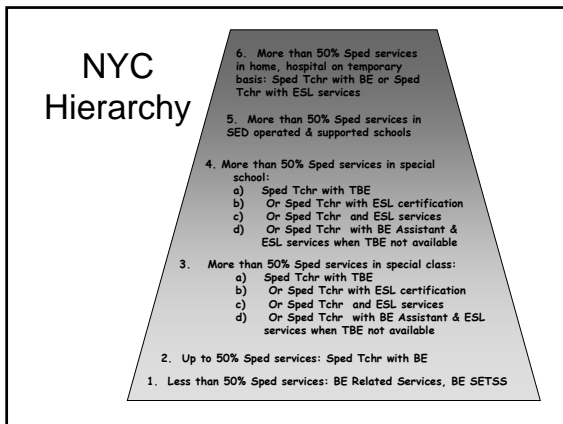 NYC
Hierarchy
6. More than 50% Sped services
in home, hospital on temporary
basis: Sped Tchr with BE or Sped
Tchr with ESL services
5. More than 50% Sped services in
SED operated & supported schools
4. More than 50% Sped services in special
school:
a) Sped Tchr with TBE
b) Or Sped Tchr with ESL certification
c) Or Sped Tchr and ESL services
d) Or Sped Tchr with BE Assistant &
ESL services when TBE not available
3. More than 50% Sped services in special class:
a) Sped Tchr with TBE
b) Or Sped Tchr with ESL certification
c) Or Sped Tchr and ESL services
d) Or Sped Tchr with BE Assistant & ESL
services when TBE not available
2. Up to 50% Sped services: Sped Tchr with BE
1. Less than 50% Sped services: BE Related Services, BE SETSS